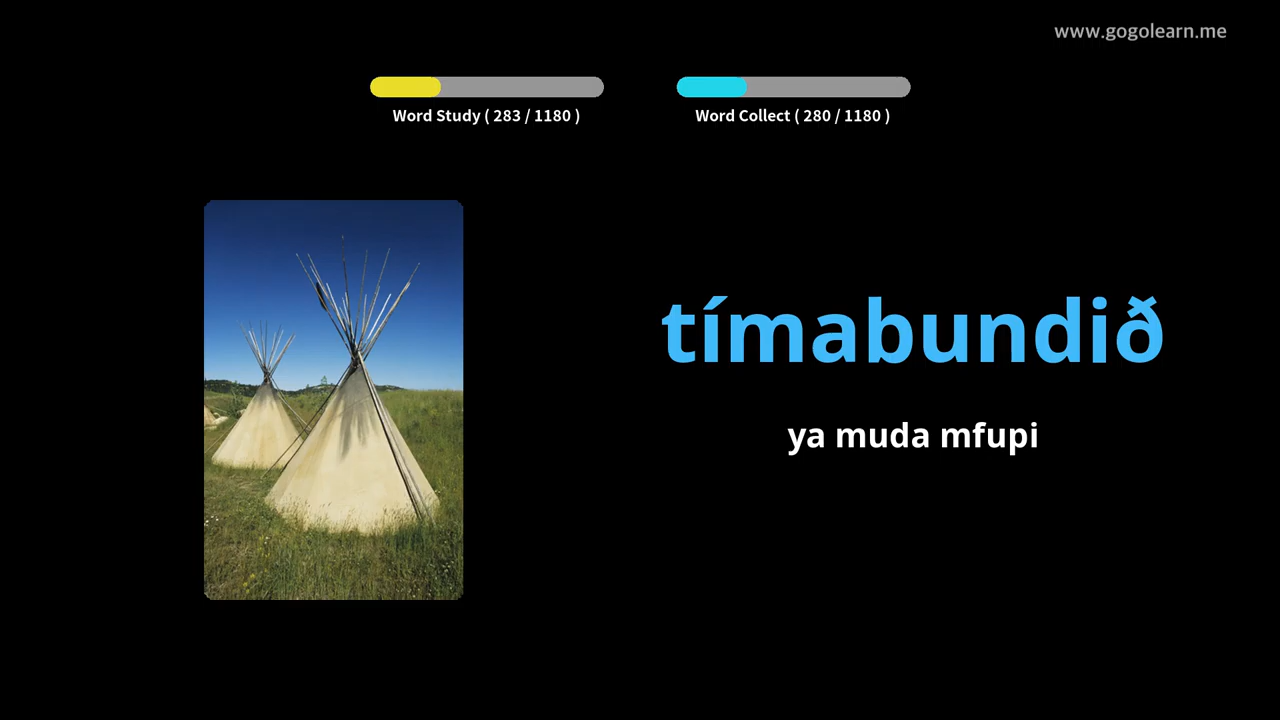 www.gogolearn.me
Word Study ( 283 / 1180 )
Word Collect ( 280 / 1180 )
tímabundið
ya muda mfupi